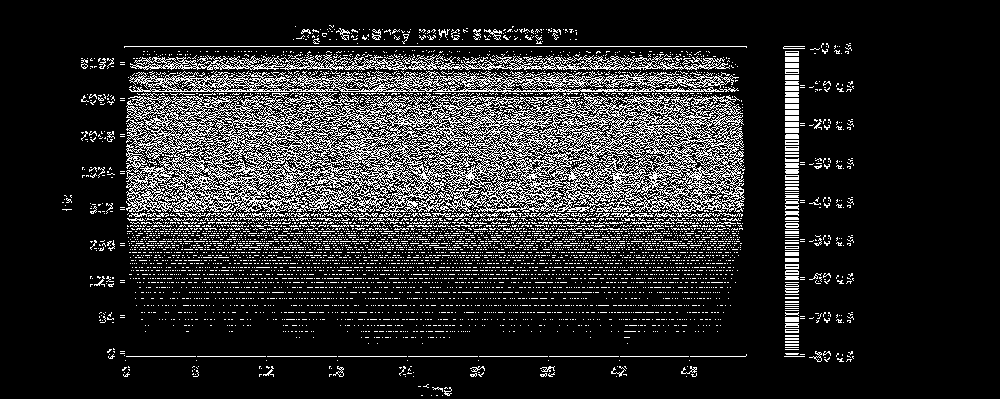 Log-frequency power spectrogram
8192
4096
2048
1024
512
256
128
64
0
Hz
0
6
12
18
24
30
36
42
48
Time
-10 dB
-20 dB
-30 dB
-40 dB
-50 dB
-60 dB
-70 dB
-80 dB